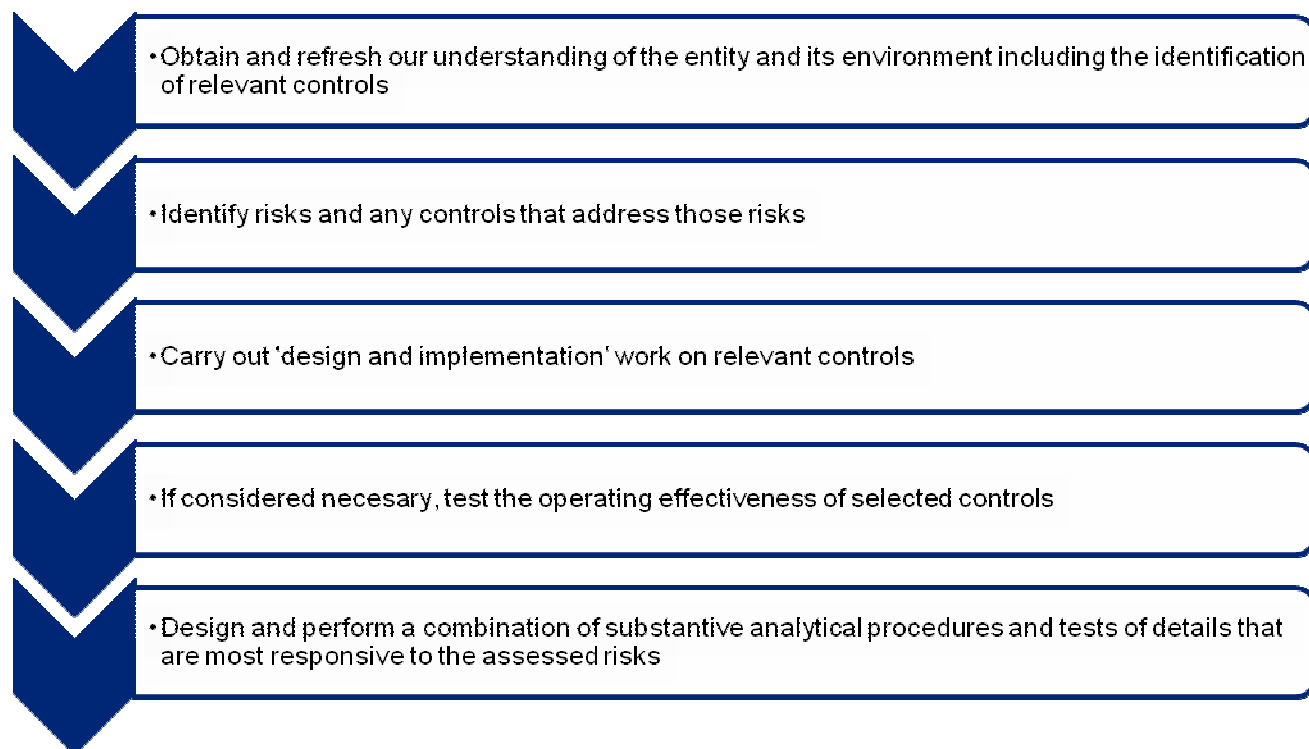 •Obtain and refresh our understanding of the entity and its environment including the identification
of relevant controls
•Identify risks and any controls that address those risks
•Carry out 'design and implementation' work on relevant controls
•If considered necesary, test the operating effectiveness of selected controls
•Design and perform a combination of substantive analytical procedures and tests of details that
are most responsive to the assessed risks